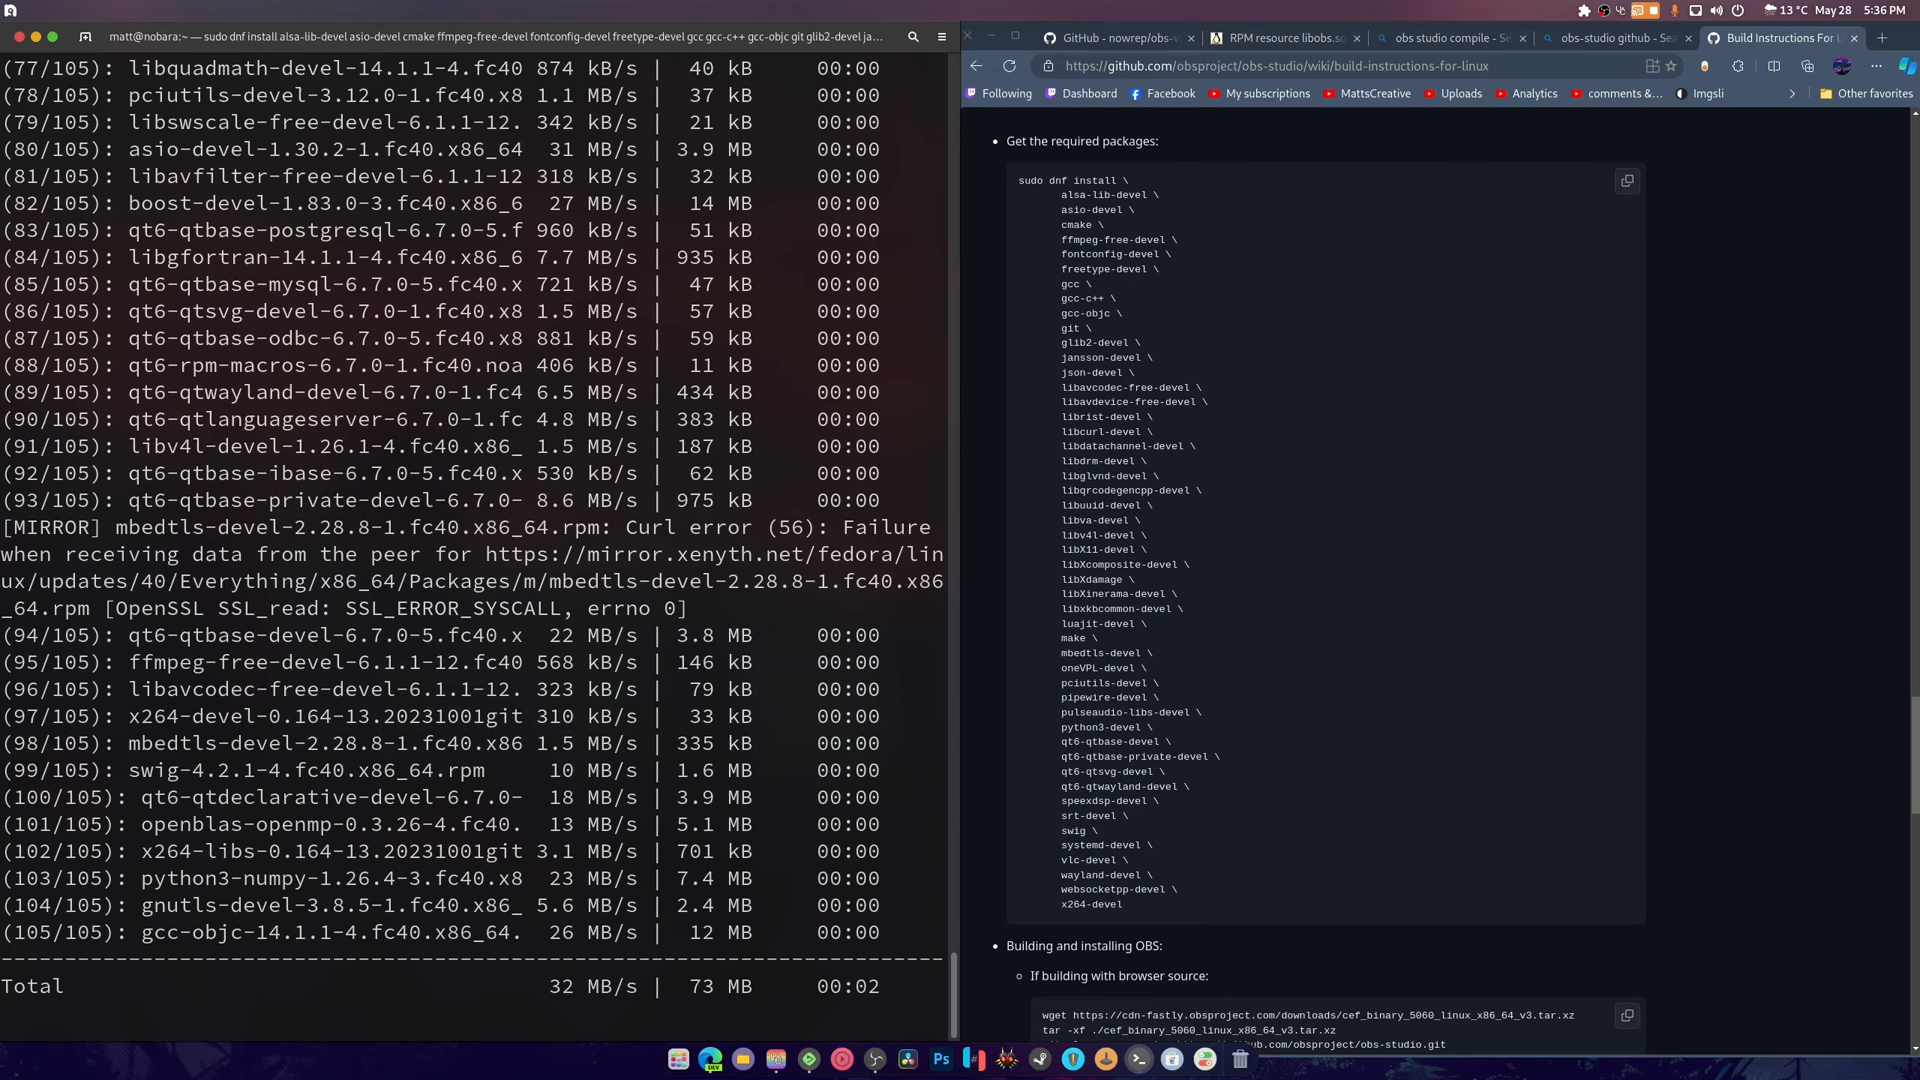 13 °C May 28 5:36 PM
matt@nobara:~ — sudo dnf install alsa-lib-devel asio-devel cmake ffmpeg-free-devel fontconfig-devel freetype-devel gcc gcc-c++ gcc-objc git glib2-devel ja…
(77/105): libquadmath-devel-14.1.1-4.fc40 874 kB/s | 40 kB 00:00
(78/105): pciutils-devel-3.12.0-1.fc40.x8 1.1 MB/s | 37 kB 00:00
(79/105): libswscale-free-devel-6.1.1-12. 342 kB/s | 21 kB 00:00
(80/105): asio-devel-1.30.2-1.fc40.x86_64 31 MB/s | 3.9 MB 00:00
(81/105): libavfilter-free-devel-6.1.1-12 318 kB/s | 32 kB 00:00
(82/105): boost-devel-1.83.0-3.fc40.x86_6 27 MB/s | 14 MB 00:00
(83/105): qt6-qtbase-postgresql-6.7.0-5.f 960 kB/s | 51 kB 00:00
(84/105): libgfortran-14.1.1-4.fc40.x86_6 7.7 MB/s | 935 kB 00:00
(85/105): qt6-qtbase-mysql-6.7.0-5.fc40.x 721 kB/s | 47 kB 00:00
(86/105): qt6-qtsvg-devel-6.7.0-1.fc40.x8 1.5 MB/s | 57 kB 00:00
(87/105): qt6-qtbase-odbc-6.7.0-5.fc40.x8 881 kB/s | 59 kB 00:00
(88/105): qt6-rpm-macros-6.7.0-1.fc40.noa 406 kB/s | 11 kB 00:00
(89/105): qt6-qtwayland-devel-6.7.0-1.fc4 6.5 MB/s | 434 kB 00:00
(90/105): qt6-qtlanguageserver-6.7.0-1.fc 4.8 MB/s | 383 kB 00:00
(91/105): libv4l-devel-1.26.1-4.fc40.x86_ 1.5 MB/s | 187 kB 00:00
(92/105): qt6-qtbase-ibase-6.7.0-5.fc40.x 530 kB/s | 62 kB 00:00
(93/105): qt6-qtbase-private-devel-6.7.0- 8.6 MB/s | 975 kB 00:00
[MIRROR] mbedtls-devel-2.28.8-1.fc40.x86_64.rpm: Curl error (56): Failure
when receiving data from the peer for https://mirror.xenyth.net/fedora/lin
ux/updates/40/Everything/x86_64/Packages/m/mbedtls-devel-2.28.8-1.fc40.x86
_64.rpm [OpenSSL SSL_read: SSL_ERROR_SYSCALL, errno 0]
(94/105): qt6-qtbase-devel-6.7.0-5.fc40.x 22 MB/s | 3.8 MB 00:00
(95/105): ffmpeg-free-devel-6.1.1-12.fc40 568 kB/s | 146 kB 00:00
(96/105): libavcodec-free-devel-6.1.1-12. 323 kB/s | 79 kB 00:00
(97/105): x264-devel-0.164-13.20231001git 310 kB/s | 33 kB 00:00
(98/105): mbedtls-devel-2.28.8-1.fc40.x86 1.5 MB/s | 335 kB 00:00
(99/105): swig-4.2.1-4.fc40.x86_64.rpm 10 MB/s | 1.6 MB 00:00
(100/105): qt6-qtdeclarative-devel-6.7.0- 18 MB/s | 3.9 MB 00:00
(101/105): openblas-openmp-0.3.26-4.fc40. 13 MB/s | 5.1 MB 00:00
(102/105): x264-libs-0.164-13.20231001git 3.1 MB/s | 701 kB 00:00
(103/105): python3-numpy-1.26.4-3.fc40.x8 23 MB/s | 7.4 MB 00:00
(104/105): gnutls-devel-3.8.5-1.fc40.x86_ 5.6 MB/s | 2.4 MB 00:00
(105/105): gcc-objc-14.1.1-4.fc40.x86_64. 26 MB/s | 12 MB 00:00
--------------------------------------------------------------------------
Total 32 MB/s | 73 MB 00:02
GitHub - nowrep/obs-v RPM resource libobs.so obs studio compile - Se obs-studio github - Sea Build Instructions For L
https://github.com/obsproject/obs-studio/wiki/build-instructions-for-linux
Following Dashboard Facebook My subscriptions MattsCreative Uploads Analytics comments &… Imgsli Other favorites
Get the required packages:
sudo dnf install \
alsa-lib-devel \
asio-devel \
cmake \
ffmpeg-free-devel \
fontconfig-devel \
freetype-devel \
gcc \
gcc-c++ \
gcc-objc \
git \
glib2-devel \
jansson-devel \
json-devel \
libavcodec-free-devel \
libavdevice-free-devel \
librist-devel \
libcurl-devel \
libdatachannel-devel \
libdrm-devel \
libglvnd-devel \
libqrcodegencpp-devel \
libuuid-devel \
libva-devel \
libv4l-devel \
libX11-devel \
libXcomposite-devel \
libXdamage \
libXinerama-devel \
libxkbcommon-devel \
luajit-devel \
make \
mbedtls-devel \
oneVPL-devel \
pciutils-devel \
pipewire-devel \
pulseaudio-libs-devel \
python3-devel \
qt6-qtbase-devel \
qt6-qtbase-private-devel \
qt6-qtsvg-devel \
qt6-qtwayland-devel \
speexdsp-devel \
srt-devel \
swig \
systemd-devel \
vlc-devel \
wayland-devel \
websocketpp-devel \
x264-devel
Building and installing OBS:
If building with browser source:
wget https://cdn-fastly.obsproject.com/downloads/cef_binary_5060_linux_x86_64_v3.tar.xz
tar -xf ./cef_binary_5060_linux_x86_64_v3.tar.xz
github.com/obsproject/obs-studio.git
DEV
Ps